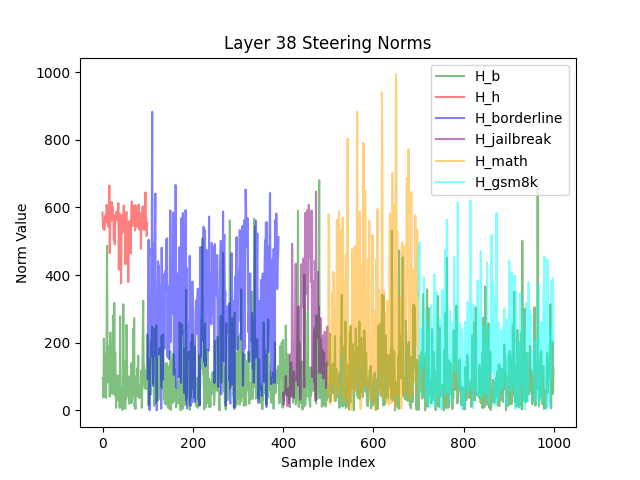 Layer 38 Steering Norms
Norm Value
1000
800
600
400
200
0
H_b
H_h
H_borderline
H_jailbreak
H_math
H_gsm8k
0
200
400
600
800
1000
Sample Index